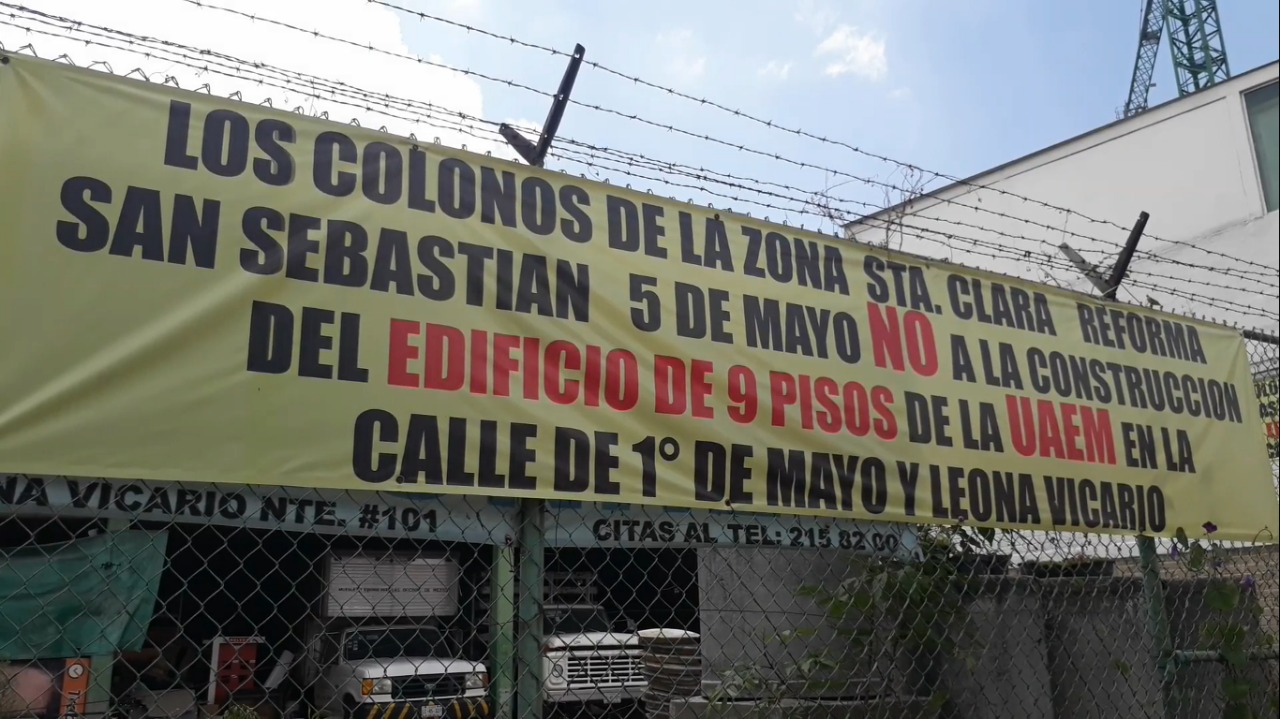 LOS COLONOS DE LA ZONA STA. CLARA REFORMA
SAN SEBASTIAN 5 DE MAYO NO A LA CONSTRUCCION
DEL EDIFICIO DE 9 PISOS DE LA UAEM EN LA
CALLE DE 1° DE MAYO Y LEONA VICARIO
NA VICARIO NTE. #101
CITAS AL TEL: 215 82 00